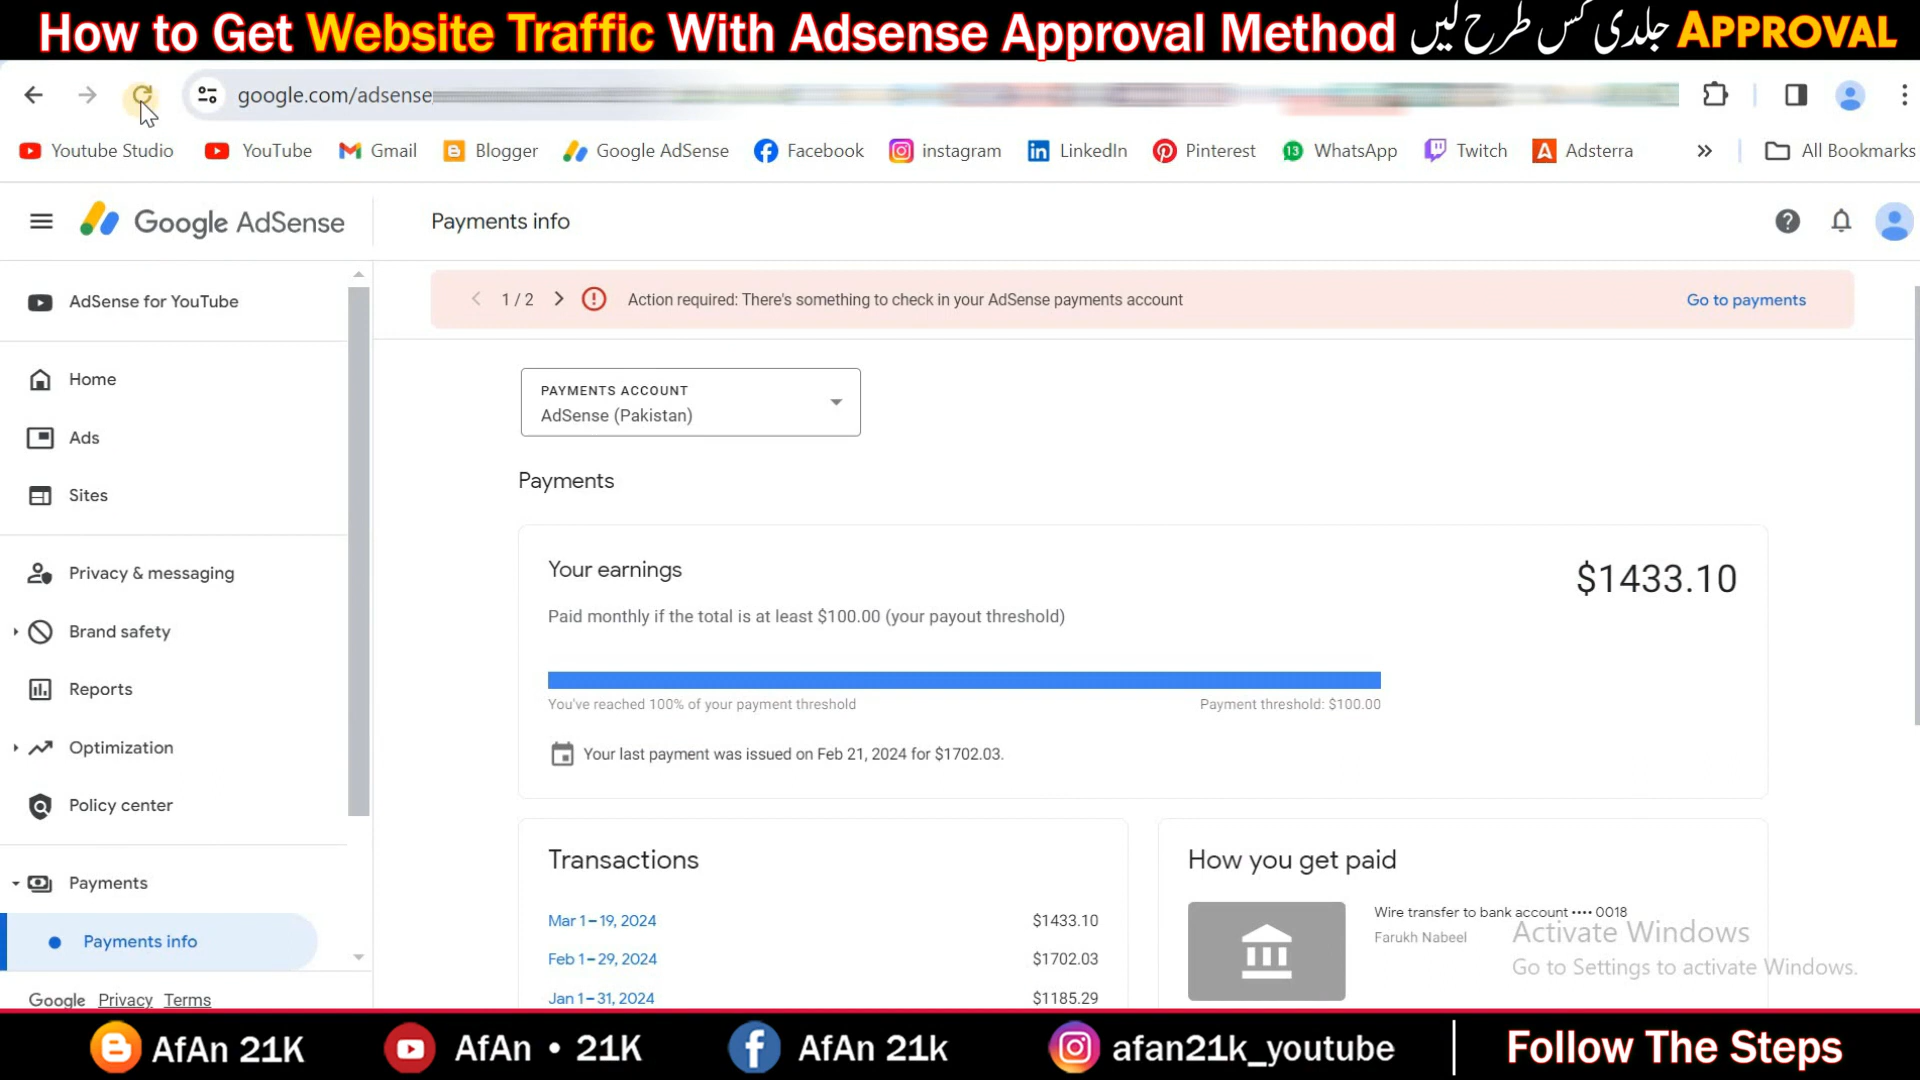 How to Get Website Traffic With Adsense Approval Method جلدی کس طرح لیں APPROVAL
google.com/adsense
Youtube Studio YouTube Gmail Blogger Google AdSense Facebook instagram LinkedIn Pinterest 13 WhatsApp Twitch A Adsterra » All Bookmarks
Google AdSense Payments info
AdSense for YouTube
1 / 2 Action required: There's something to check in your AdSense payments account Go to payments
Home
Ads
Sites
Privacy & messaging
Brand safety
Reports
Optimization
Policy center
Payments
Payments info
Google Privacy Terms
PAYMENTS ACCOUNT
AdSense (Pakistan)
Payments
Your earnings $1433.10
Paid monthly if the total is at least $100.00 (your payout threshold)
You've reached 100% of your payment threshold Payment threshold: $100.00
Your last payment was issued on Feb 21, 2024 for $1702.03.
Transactions
Mar 1 – 19, 2024 $1433.10
Feb 1 – 29, 2024 $1702.03
Jan 1 – 31, 2024 $1185.29
How you get paid
Wire transfer to bank account •••• 0018
Farukh Nabeel
Activate Windows
Go to Settings to activate Windows.
AfAn 21K AfAn • 21K AfAn 21k afan21k_youtube Follow The Steps